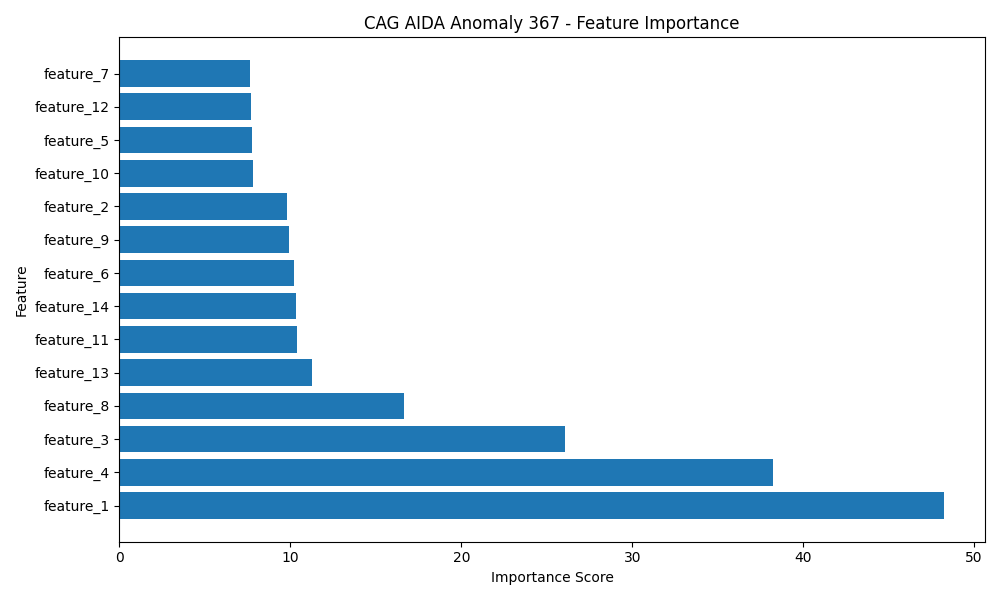 CAG AIDA Anomaly 367 - Feature Importance
feature_7
feature_12
feature_5
feature_10
feature_2
feature_9
feature_6
feature_14
feature_11
feature_13
feature_8
feature_3
feature_4
feature_1
Feature
0 10 20 30 40 50
Importance Score